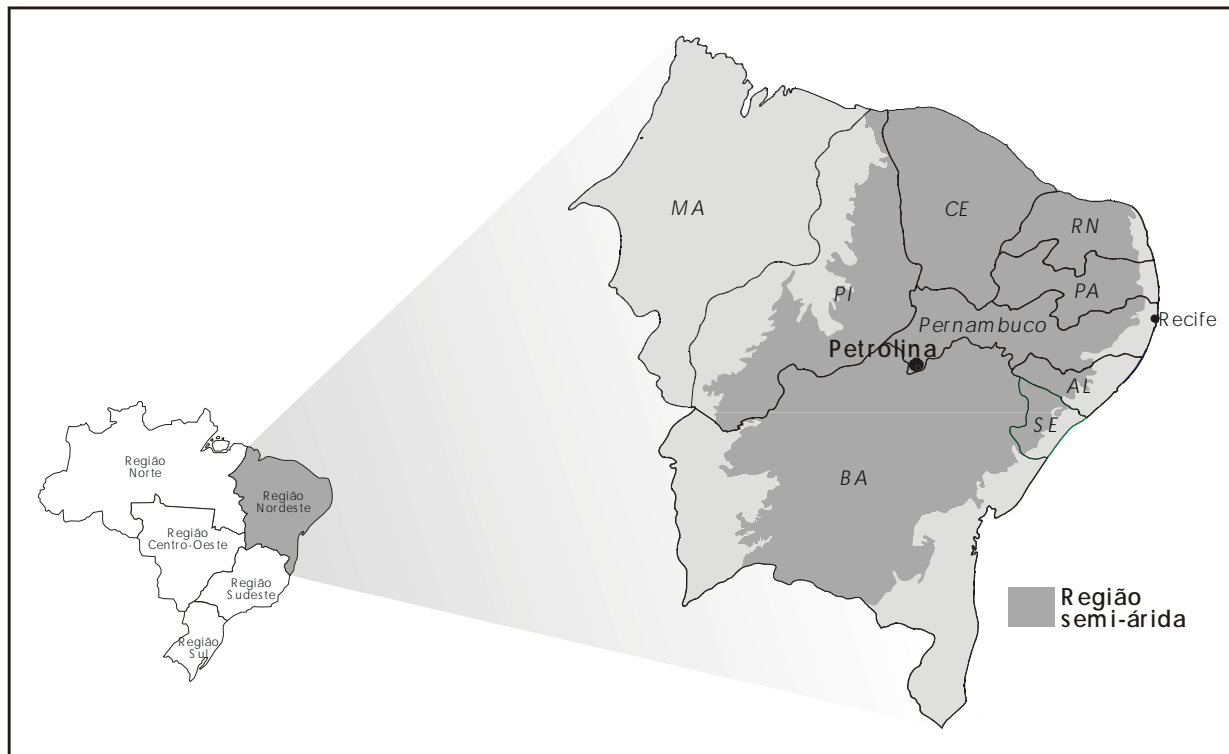 MA
CE
RN
PI
PA
Pernambuco
Recife
Petrolina
AL
SE
BA
Região
Norte
Região
Nordeste
Região
Centro-Oeste
Região
Sudeste
Região
Sul
Região
semi-árida